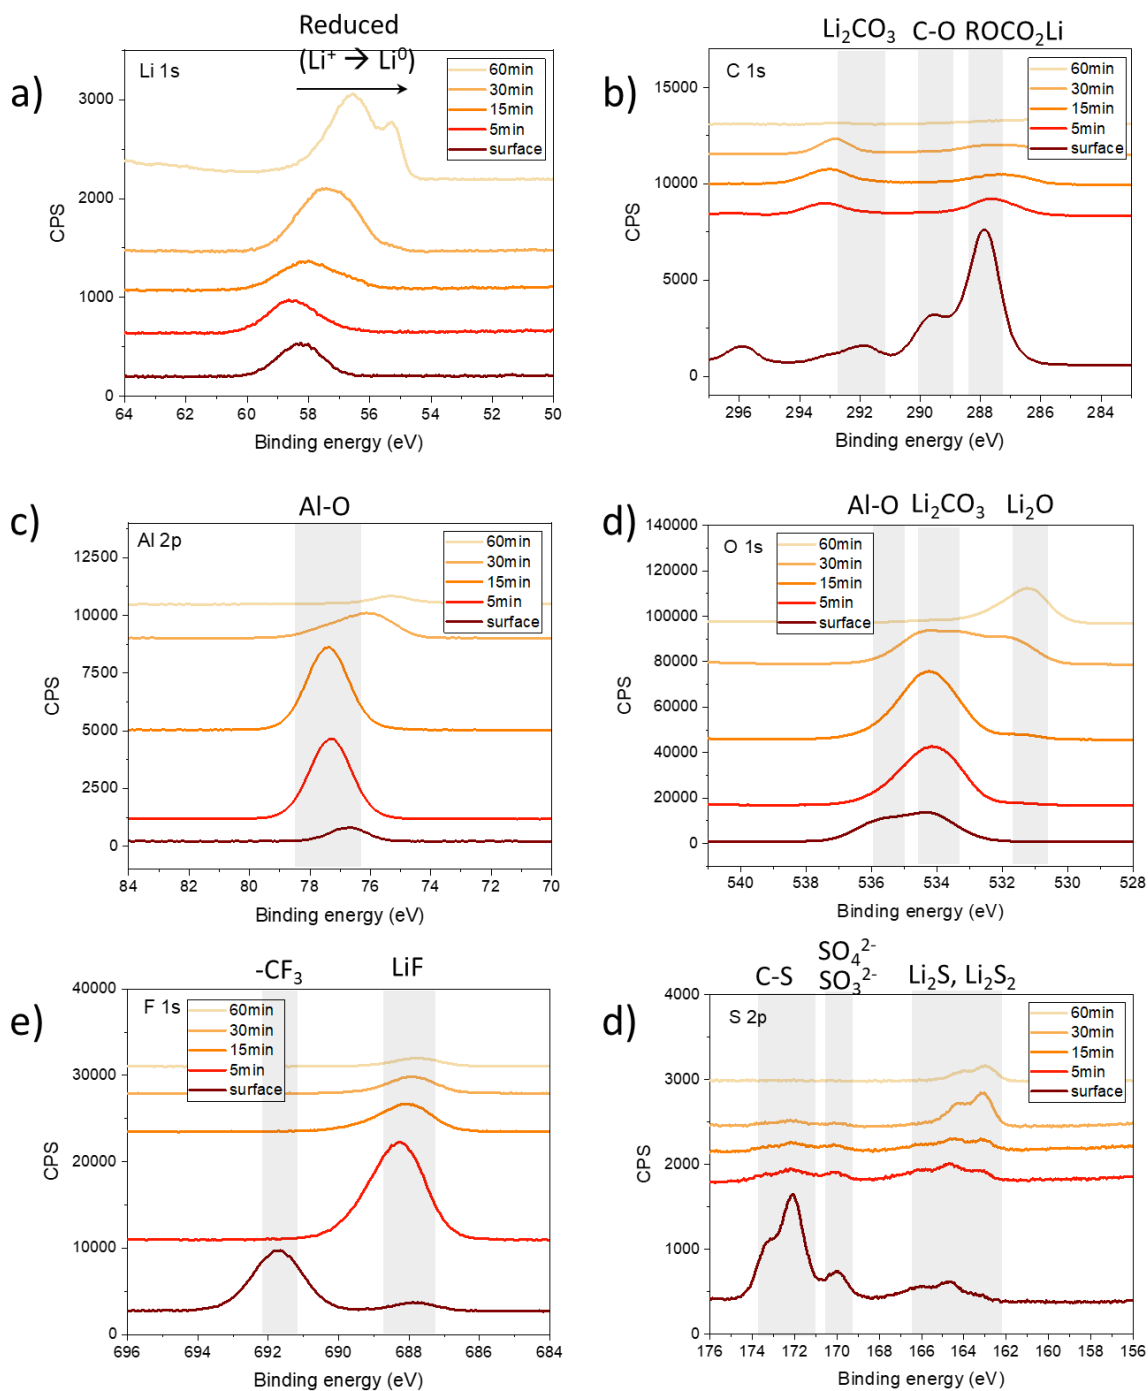 Reduced
(Li⁺ → Li⁰)
a)
Li 1s
60min
30min
15min
5min
surface
3000
2000
1000
0
CPS
64 62 60 58 56 54 52 50
Binding energy (eV)
Li₂CO₃ C-O ROCO₂Li
b)
C 1s
60min
30min
15min
5min
surface
15000
10000
5000
0
CPS
296 294 292 290 288 286 284
Binding energy (eV)
Al-O
c)
Al 2p
60min
30min
15min
5min
surface
12500
10000
7500
5000
2500
0
CPS
84 82 80 78 76 74 72 70
Binding energy (eV)
Al-O Li₂CO₃ Li₂O
d)
O 1s
60min
30min
15min
5min
surface
140000
120000
100000
80000
60000
40000
20000
0
CPS
540 538 536 534 532 530 528
Binding energy (eV)
-CF₃ LiF
e)
F 1s
60min
30min
15min
5min
surface
40000
30000
20000
10000
0
CPS
696 694 692 690 688 686 684
Binding energy (eV)
SO₄²⁻
C-S SO₃²⁻ Li₂S, Li₂S₂
d)
S 2p
60min
30min
15min
5min
surface
4000
3000
2000
1000
0
CPS
176 174 172 170 168 166 164 162 160 158 156
Binding energy (eV)